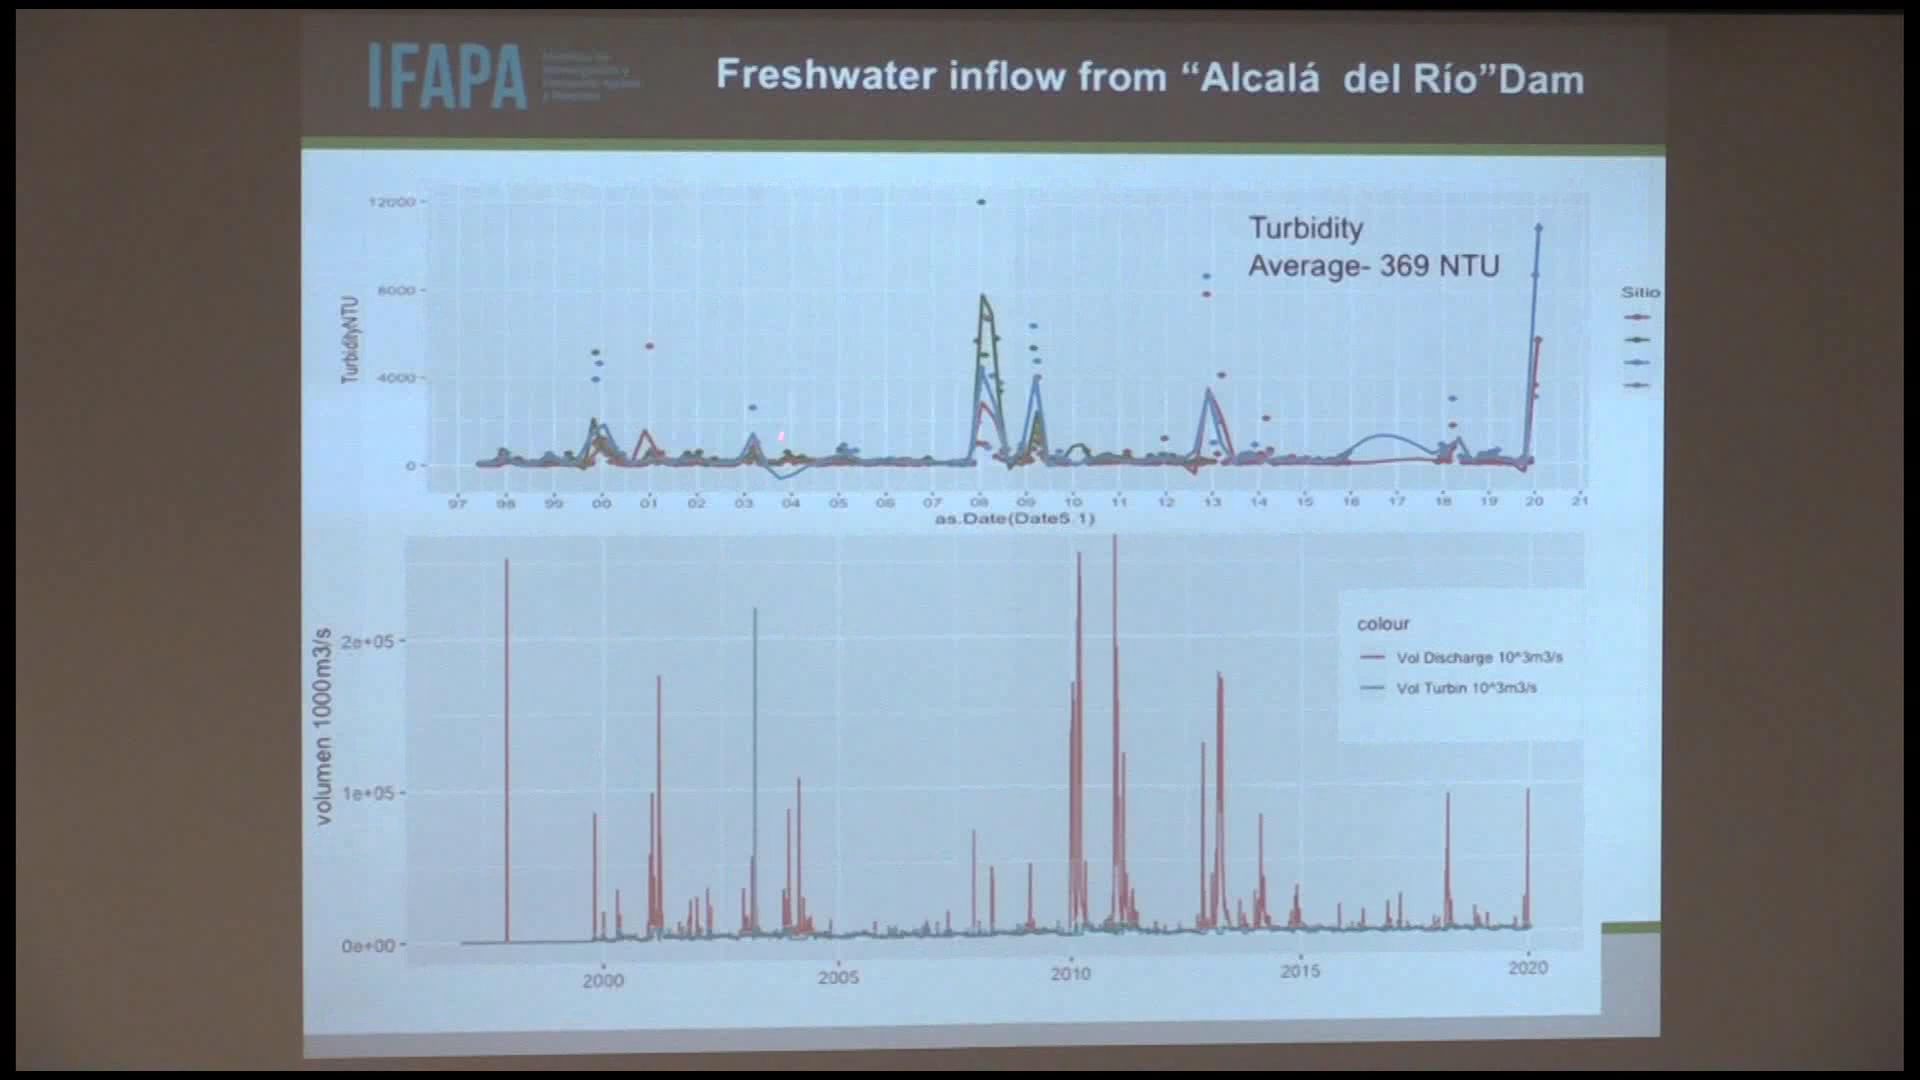 IFAPA
Freshwater inflow from “Alcalá del Río”Dam
Turbidity
Average- 369 NTU
12000
8000
4000
0
TurbidityNTU
97 98 99 00 01 02 03 04 05 06 07 08 09 10 11 12 13 14 15 16 17 18 19 20 21
as.Date(Date5.1)
Sitio
volumen 1000m3/s
2e+05
1e+05
0e+00
colour
Vol Discharge 10^3m3/s
Vol Turbin 10^3m3/s
2000 2005 2010 2015 2020